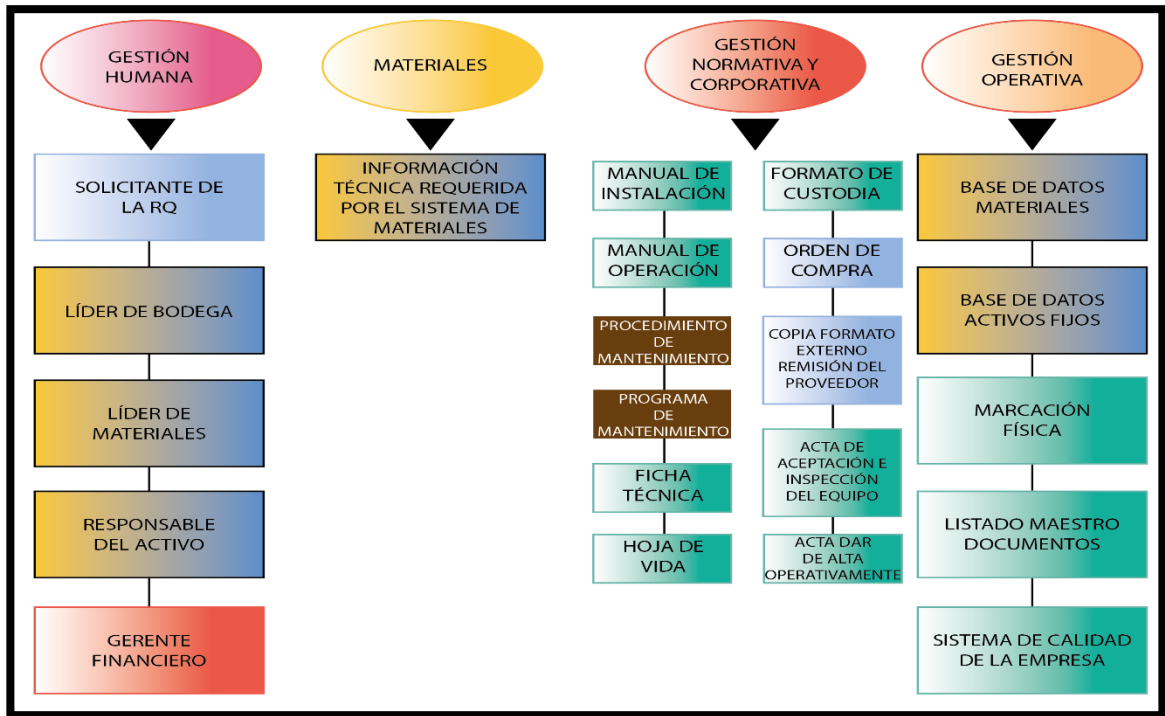 GESTIÓN
HUMANA
SOLICITANTE DE
LA RQ
LÍDER DE BODEGA
LÍDER DE
MATERIALES
RESPONSABLE
DEL ACTIVO
GERENTE
FINANCIERO
MATERIALES
INFORMACIÓN
TÉCNICA REQUERIDA
POR EL SISTEMA DE
MATERIALES
GESTIÓN
NORMATIVA Y
CORPORATIVA
MANUAL DE
INSTALACIÓN
MANUAL DE
OPERACIÓN
PROCEDIMIENTO
DE
MANTENIMIENTO
PROGRAMA
DE
MANTENIMIENTO
FICHA
TÉCNICA
HOJA DE
VIDA
FORMATO DE
CUSTODIA
ORDEN DE
COMPRA
COPIA FORMATO
EXTERNO
REMISIÓN DEL
PROVEEDOR
ACTA DE
ACEPTACIÓN E
INSPECCIÓN
DEL EQUIPO
ACTA DAR
DE ALTA
OPERATIVAMENTE
GESTIÓN
OPERATIVA
BASE DE DATOS
MATERIALES
BASE DE DATOS
ACTIVOS FIJOS
MARCACIÓN
FÍSICA
LISTADO MAESTRO
DOCUMENTOS
SISTEMA DE CALIDAD
DE LA EMPRESA